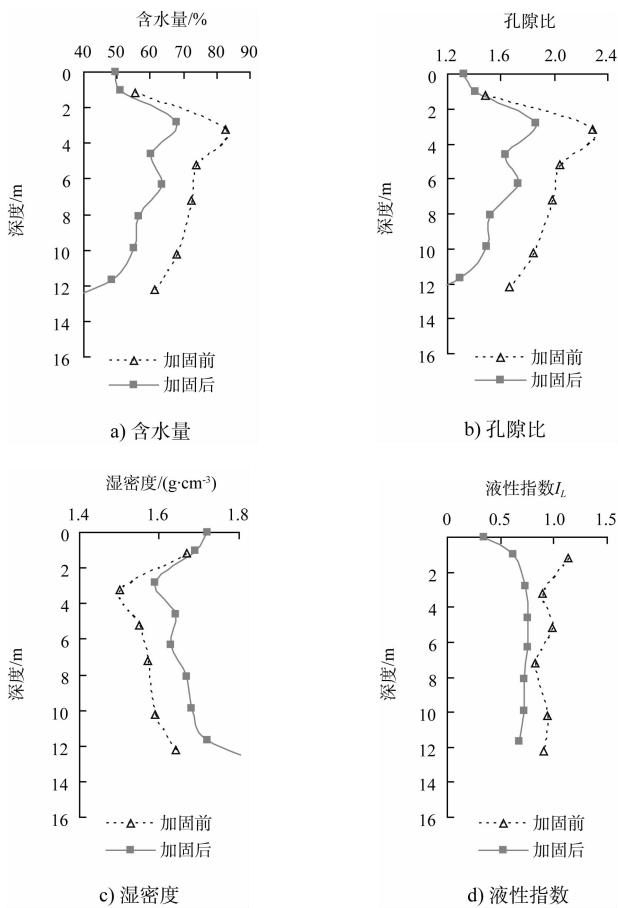 含水量/%
40 50 60 70 80 90
0
2
4
6
8
10
12
14
16
深度/m
加固前
加固后
a) 含水量
孔隙比
1.2 1.6 2.0 2.4
0
2
4
6
8
10
12
14
16
深度/m
加固前
加固后
b) 孔隙比
湿密度/(g·cm⁻³)
1.4 1.6 1.8
0
2
4
6
8
10
12
14
16
深度/m
加固前
加固后
c) 湿密度
液性指数I_L
0 0.5 1.0 1.5
0
2
4
6
8
10
12
14
16
深度/m
加固前
加固后
d) 液性指数